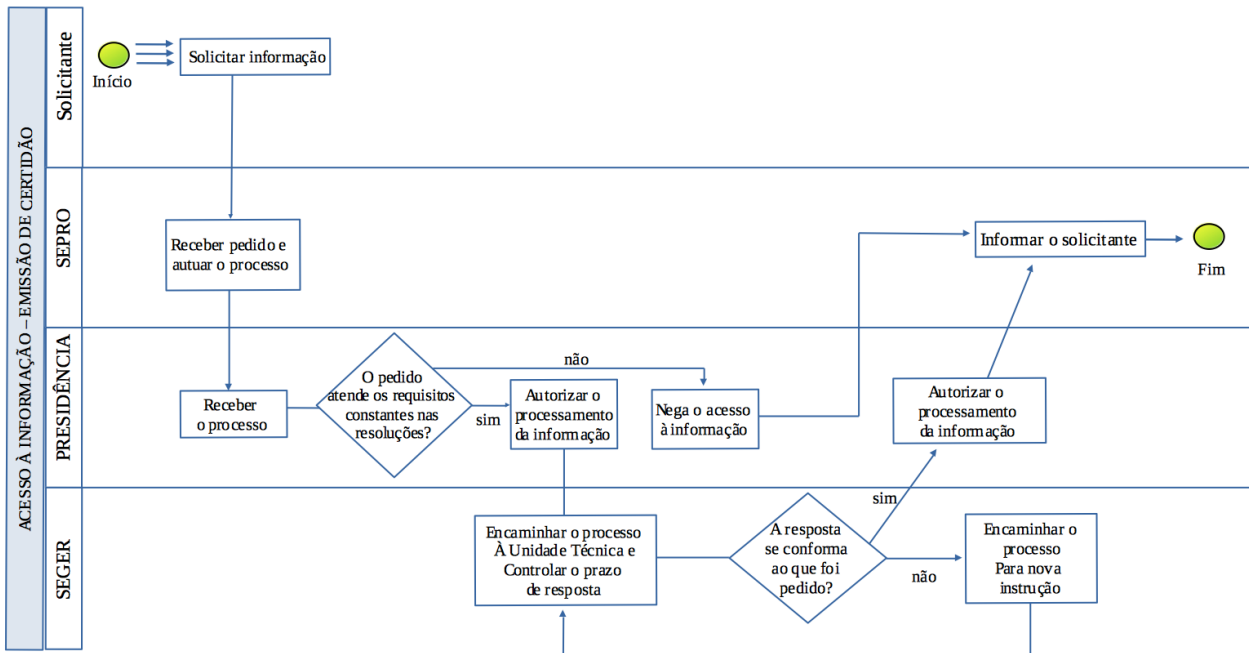 ACESSO À INFORMAÇÃO – EMISSÃO DE CERTIDÃO
Solicitante
Início
Solicitar informação
SEPRO
Receber pedido e
autuar o processo
Informar o solicitante
Fim
PRESIDÊNCIA
Receber
o processo
O pedido
atende os requisitos
constantes nas
resoluções?
não
sim
Autorizar o
processamento
da informação
Nega o acesso
à informação
Autorizar o
processamento
da informação
SEGER
Encaminhar o processo
À Unidade Técnica e
Controlar o prazo
de resposta
A resposta
se conforma
ao que foi
pedido?
sim
não
Encaminhar o
processo
Para nova
instrução